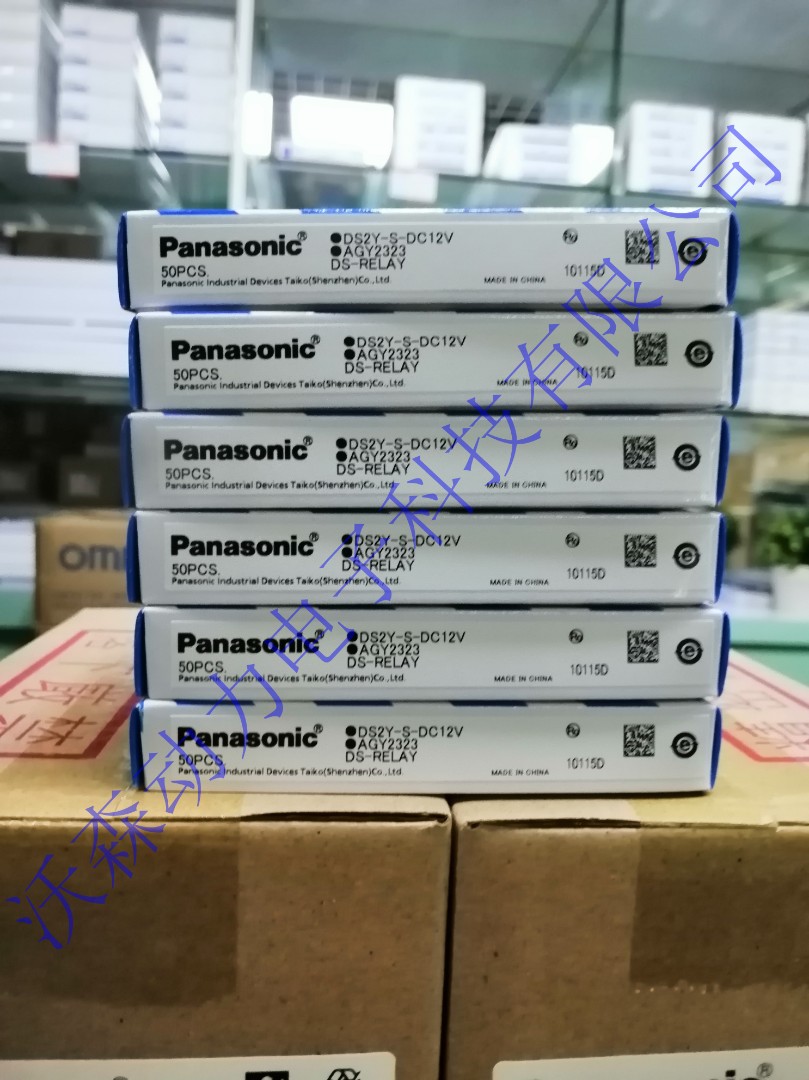 Panasonic®
50PCS.
Panasonic Industrial Devices Taiko(Shenzhen)Co.,Ltd.
●DS2Y-S-DC12V
●AGY2323
DS-RELAY
MADE IN CHINA
10115D
e
Panasonic®
50PCS.
Panasonic Industrial Devices Taiko(Shenzhen)Co.,Ltd.
●DS2Y-S-DC12V
●AGY2323
DS-RELAY
MADE IN CHINA
10115D
e
Panasonic®
50PCS.
Panasonic Industrial Devices Taiko(Shenzhen)Co.,Ltd.
●DS2Y-S-DC12V
●AGY2323
DS-RELAY
MADE IN CHINA
10115D
e
Panasonic®
50PCS.
Panasonic Industrial Devices Taiko(Shenzhen)Co.,Ltd.
●DS2Y-S-DC12V
●AGY2323
DS-RELAY
MADE IN CHINA
10115D
e
Panasonic®
50PCS.
Panasonic Industrial Devices Taiko(Shenzhen)Co.,Ltd.
●DS2Y-S-DC12V
●AGY2323
DS-RELAY
MADE IN CHINA
10115D
e
Panasonic®
50PCS.
Panasonic Industrial Devices Taiko(Shenzhen)Co.,Ltd.
●DS2Y-S-DC12V
●AGY2323
DS-RELAY
MADE IN CHINA
10115D
e
沃森动力电子科技有限公司
Panasonic®